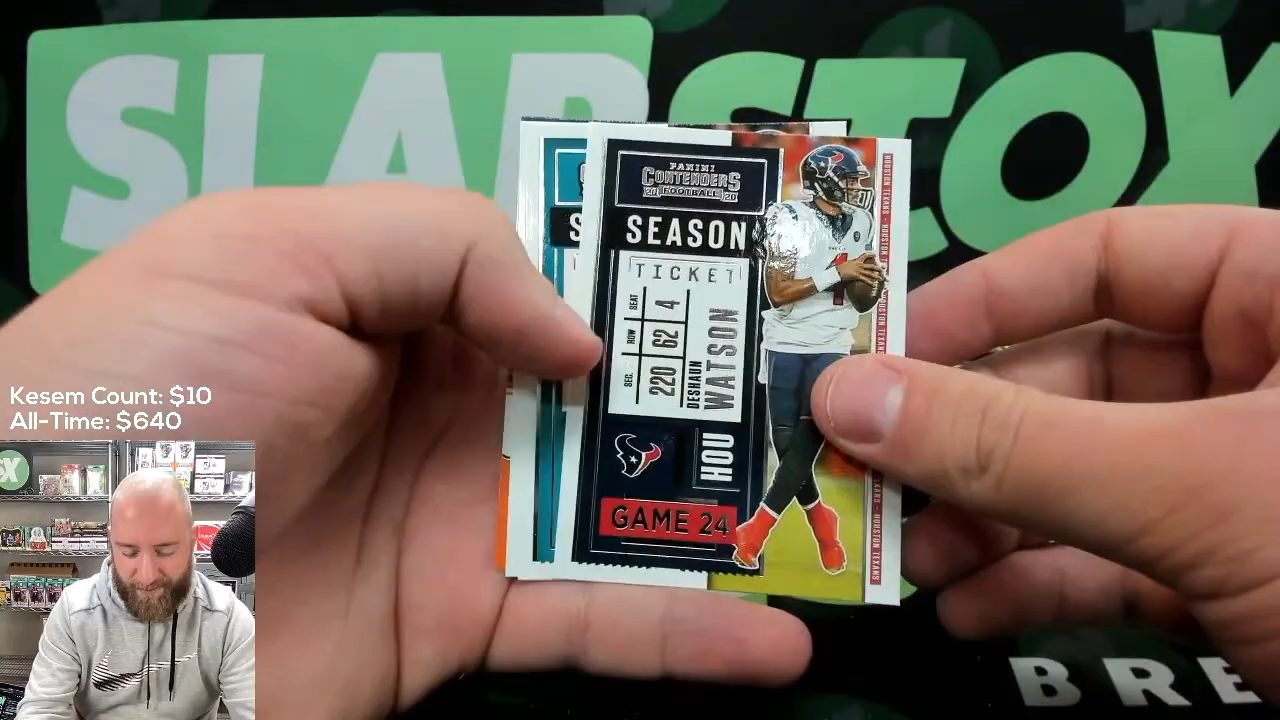 SLABSTOX
BRE
PANINI
CONTENDERS
20 FOOTBALL 20
SEASON
TICKET
SEC. ROW SEAT
220 62 4
DESHAUN
WATSON
HOU
GAME 24
HOUSTON TEXANS
S
Kesem Count: $10
All-Time: $640